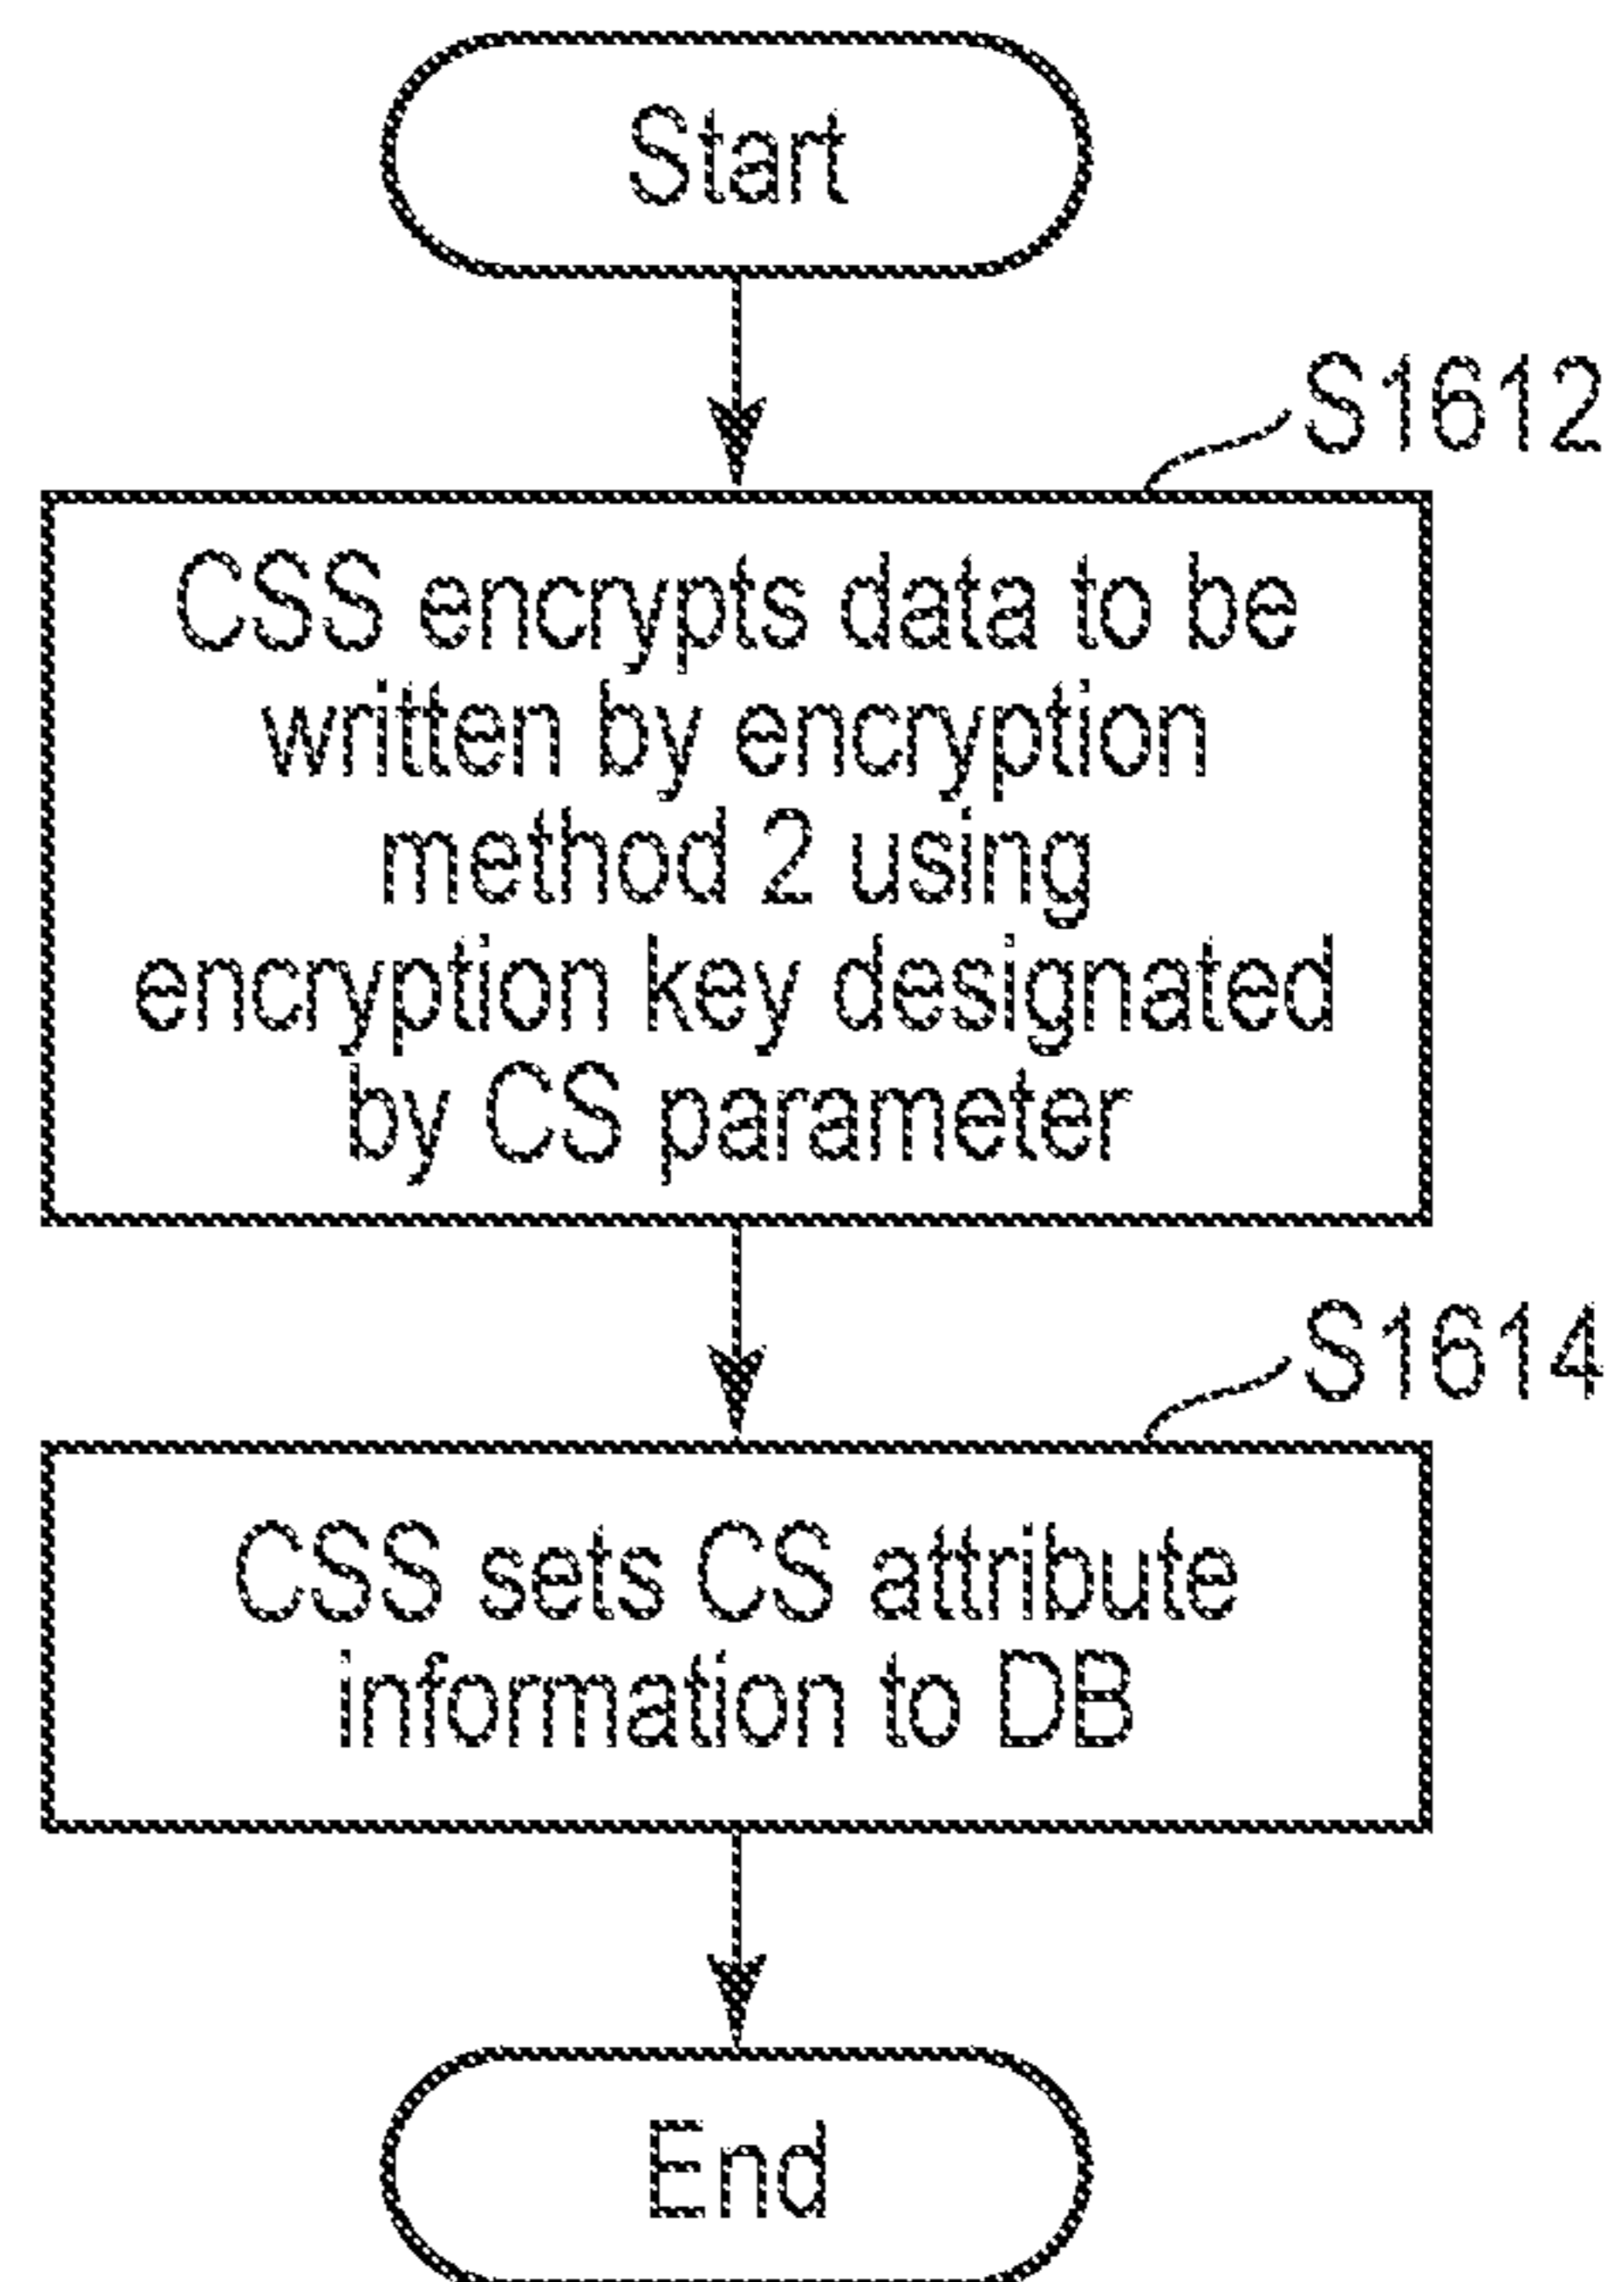 Start
S1612
CSS encrypts data to be
written by encryption
method 2 using
encryption key designated
by CS parameter
S1614
CSS sets CS attribute
information to DB
End